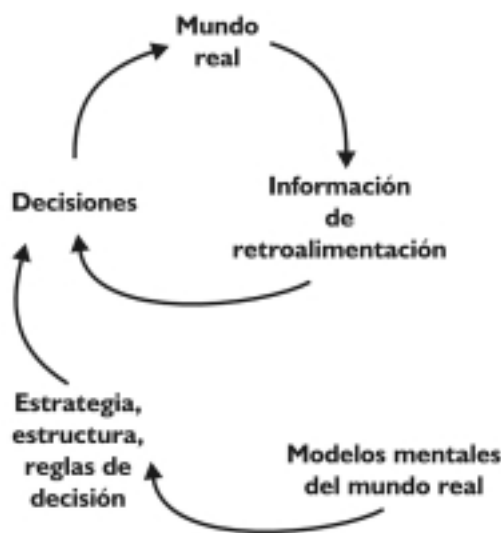 Mundo
real
Información
de
retroalimentación
Decisiones
Estrategia,
estructura,
reglas de
decisión
Modelos mentales
del mundo real